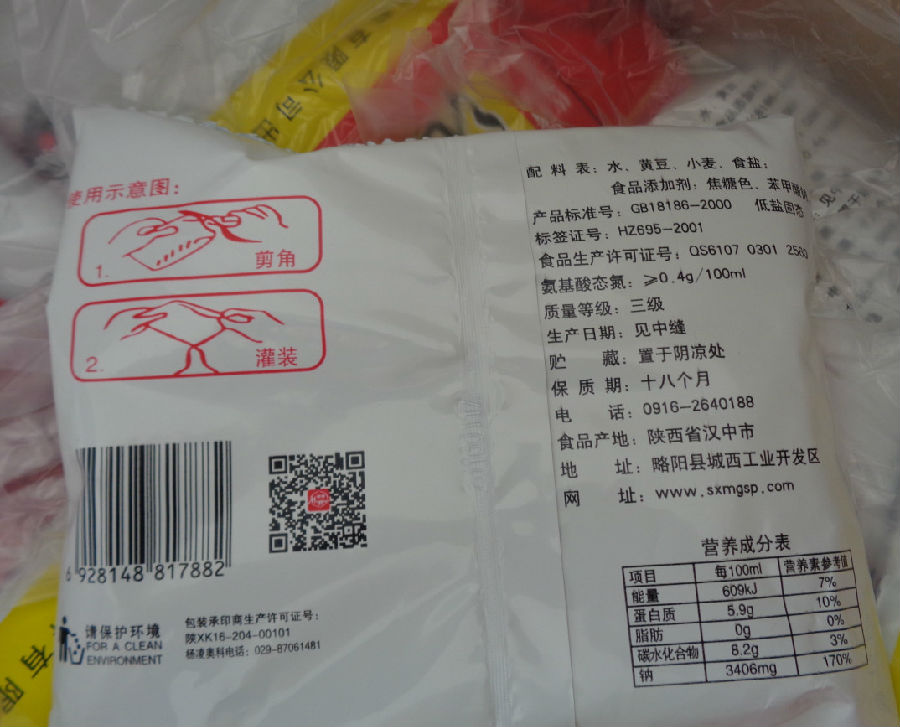 有限公司
使用示意图：
1.
剪角
2.
灌装
6 928148 817882
请保护环境
FOR A CLEAN
ENVIRONMENT
包装承印商生产许可证号：
陕XK16-204-00101
杨凌奥科电话：029-87061481
配料表：水、黄豆、小麦、食盐；
食品添加剂：焦糖色、苯甲酸钠
产品标准号：GB18186-2000 低盐固态
标签证号：HZ695-2001
食品生产许可证号：QS6107 0301
氨基酸态氮：≥0.4g/100ml
质量等级：三级
生产日期：见中缝
贮藏：置于阴凉处
保质期：十八个月
电话：0916-2640188
食品产地：陕西省汉中市
地址：略阳县城西工业开发区
网址：www.sxmgsp.com
营养成分表
项目 每100ml 营养素参考值
能量 609kJ 7%
蛋白质 5.9g 10%
脂肪 0g 0%
碳水化合物 8.2g 3%
钠 3406mg 170%
有限